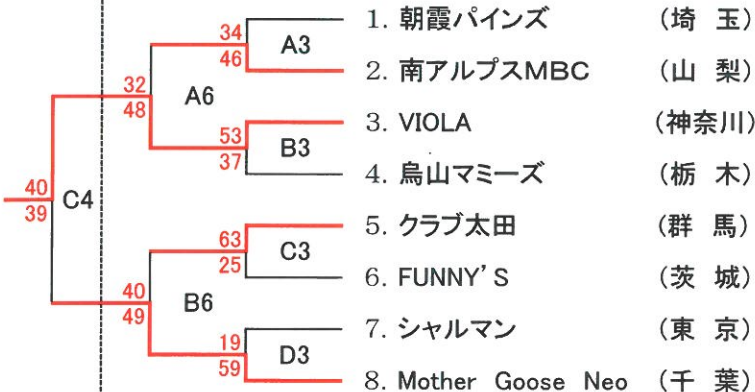 1. 朝霞パインズ (埼 玉)
34
A3
46
2. 南アルプスMBC (山 梨)
32
A6
48
3. VIOLA (神奈川)
53
B3
37
4. 烏山マミーズ (栃 木)
40
C4
39
5. クラブ太田 (群 馬)
63
C3
25
6. FUNNY'S (茨 城)
40
B6
49
7. シャルマン (東 京)
19
D3
59
8. Mother Goose Neo (千 葉)